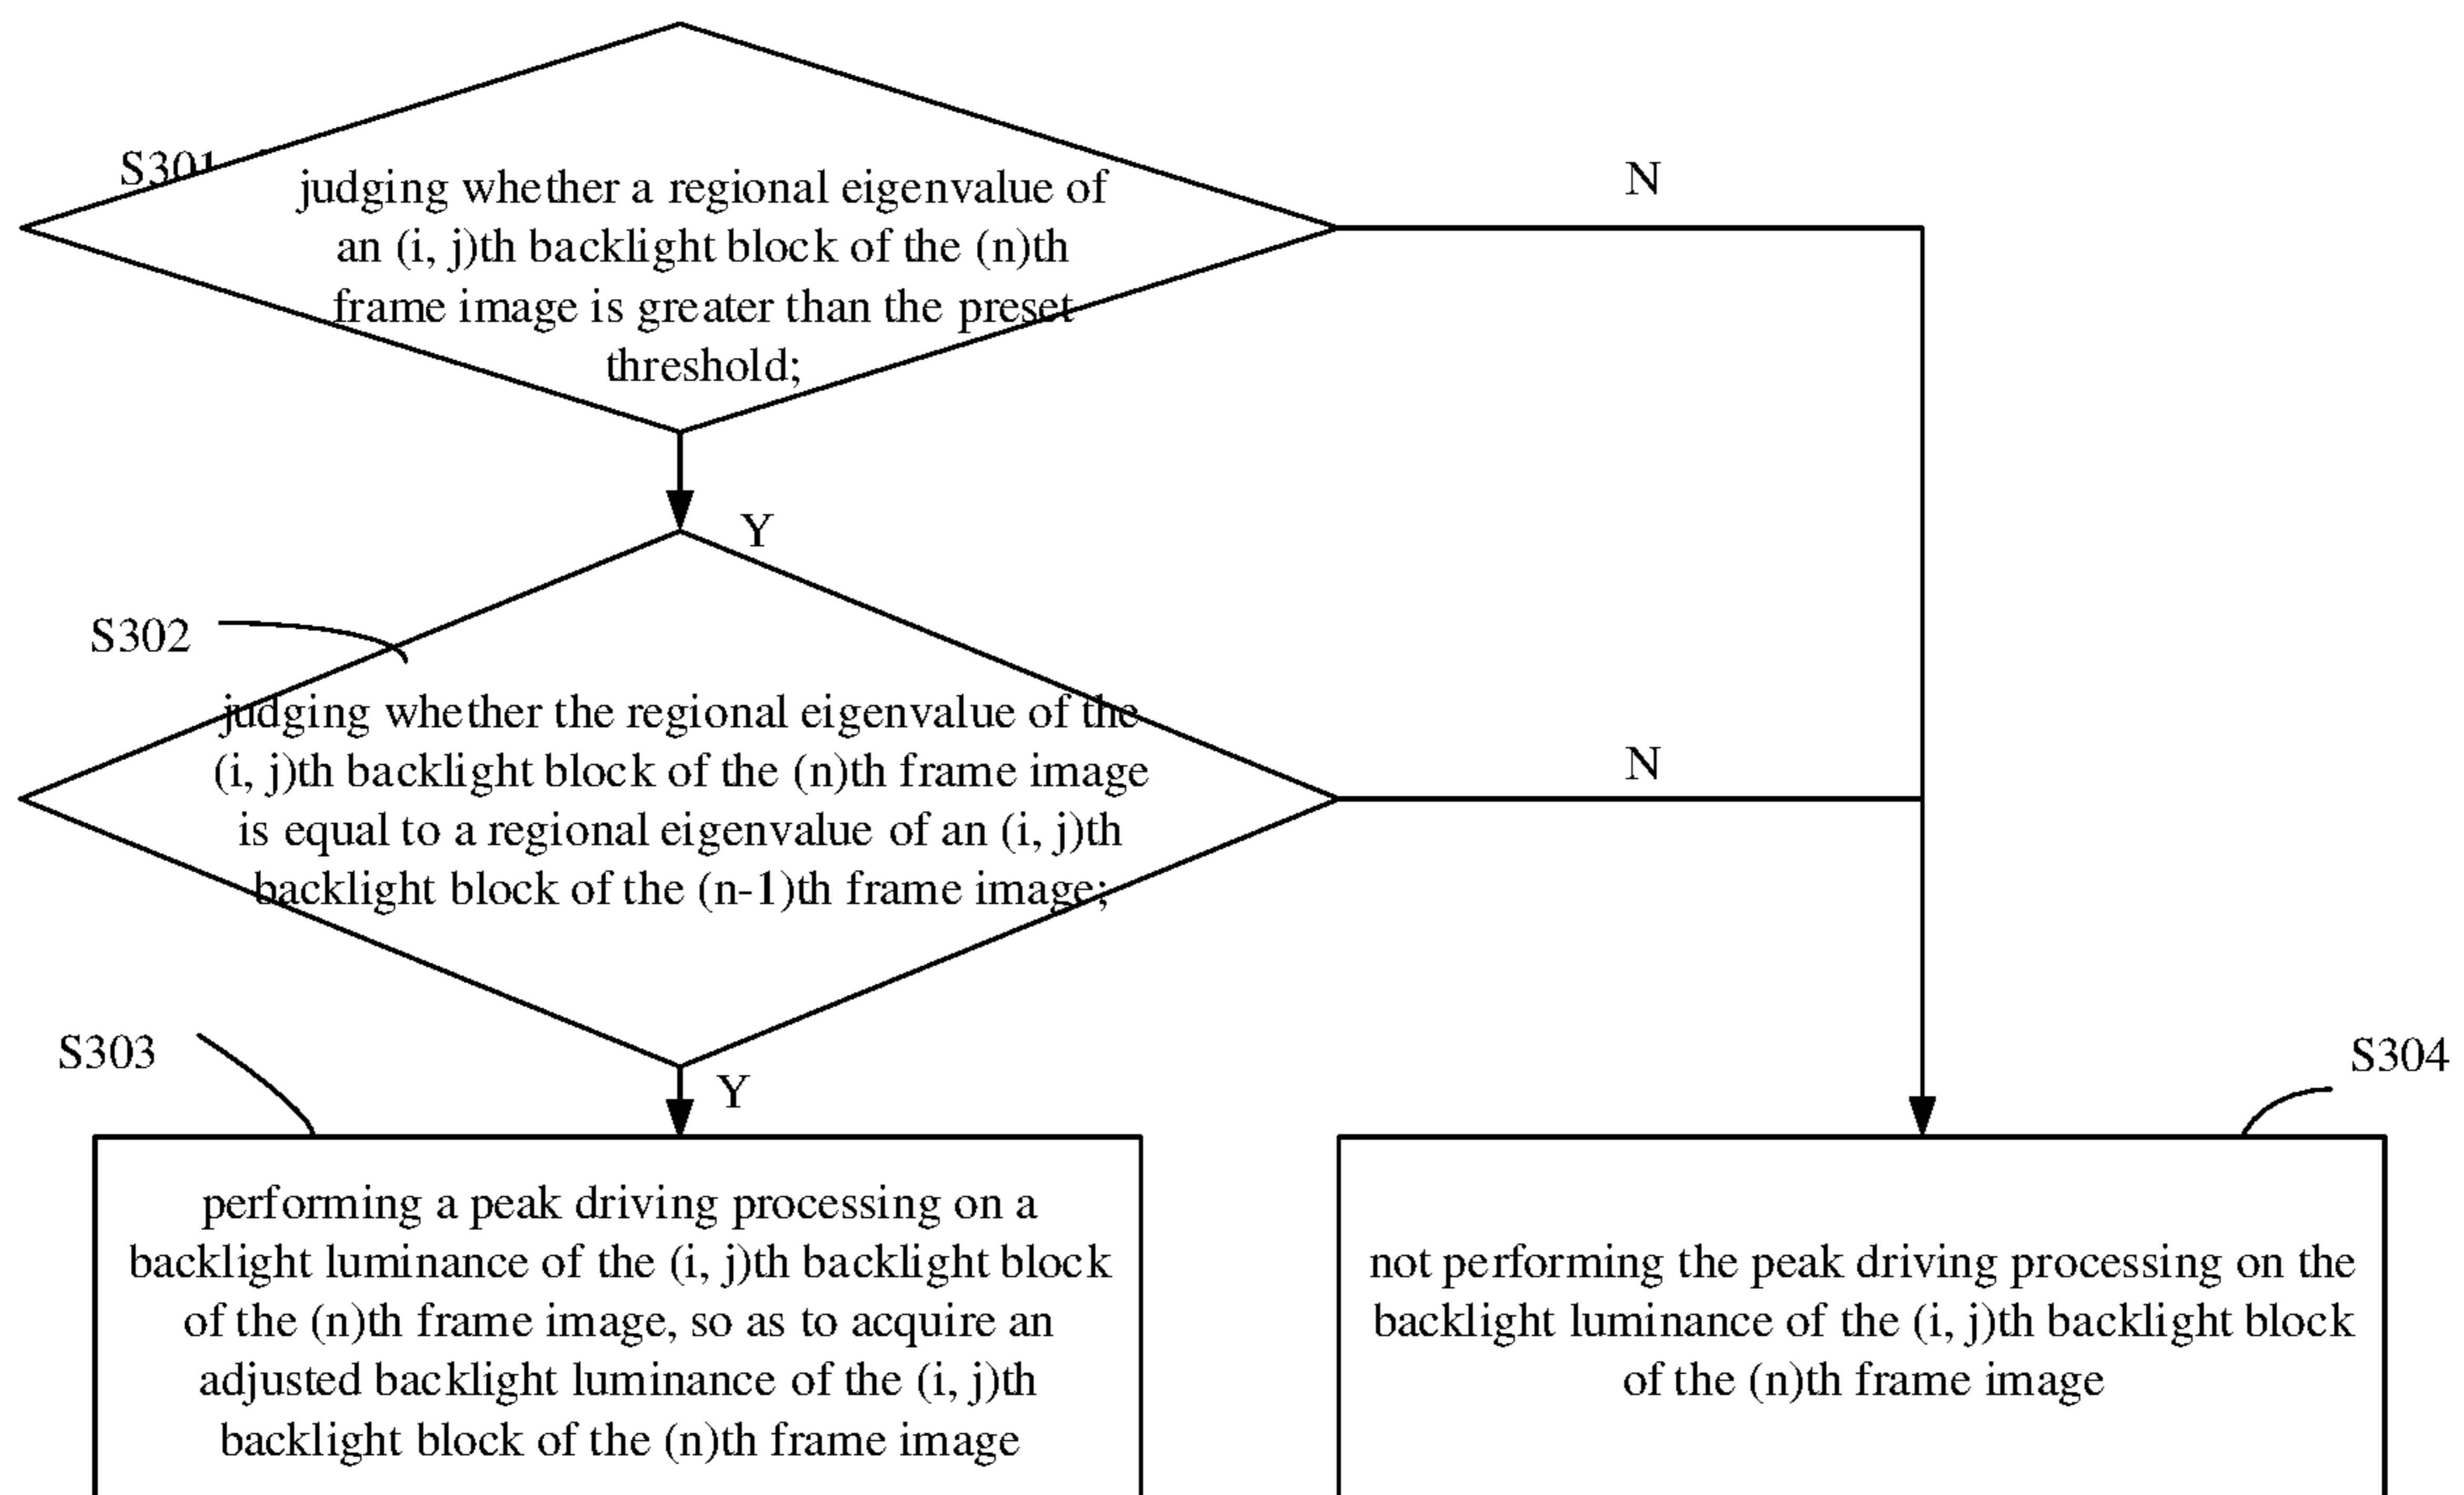 S301
judging whether a regional eigenvalue of
an (i, j)th backlight block of the (n)th
frame image is greater than the preset
threshold;
N
Y
S302
judging whether the regional eigenvalue of the
(i, j)th backlight block of the (n)th frame image
is equal to a regional eigenvalue of an (i, j)th
backlight block of the (n-1)th frame image;
N
Y
S303
performing a peak driving processing on a
backlight luminance of the (i, j)th backlight block
of the (n)th frame image, so as to acquire an
adjusted backlight luminance of the (i, j)th
backlight block of the (n)th frame image
S304
not performing the peak driving processing on the
backlight luminance of the (i, j)th backlight block
of the (n)th frame image